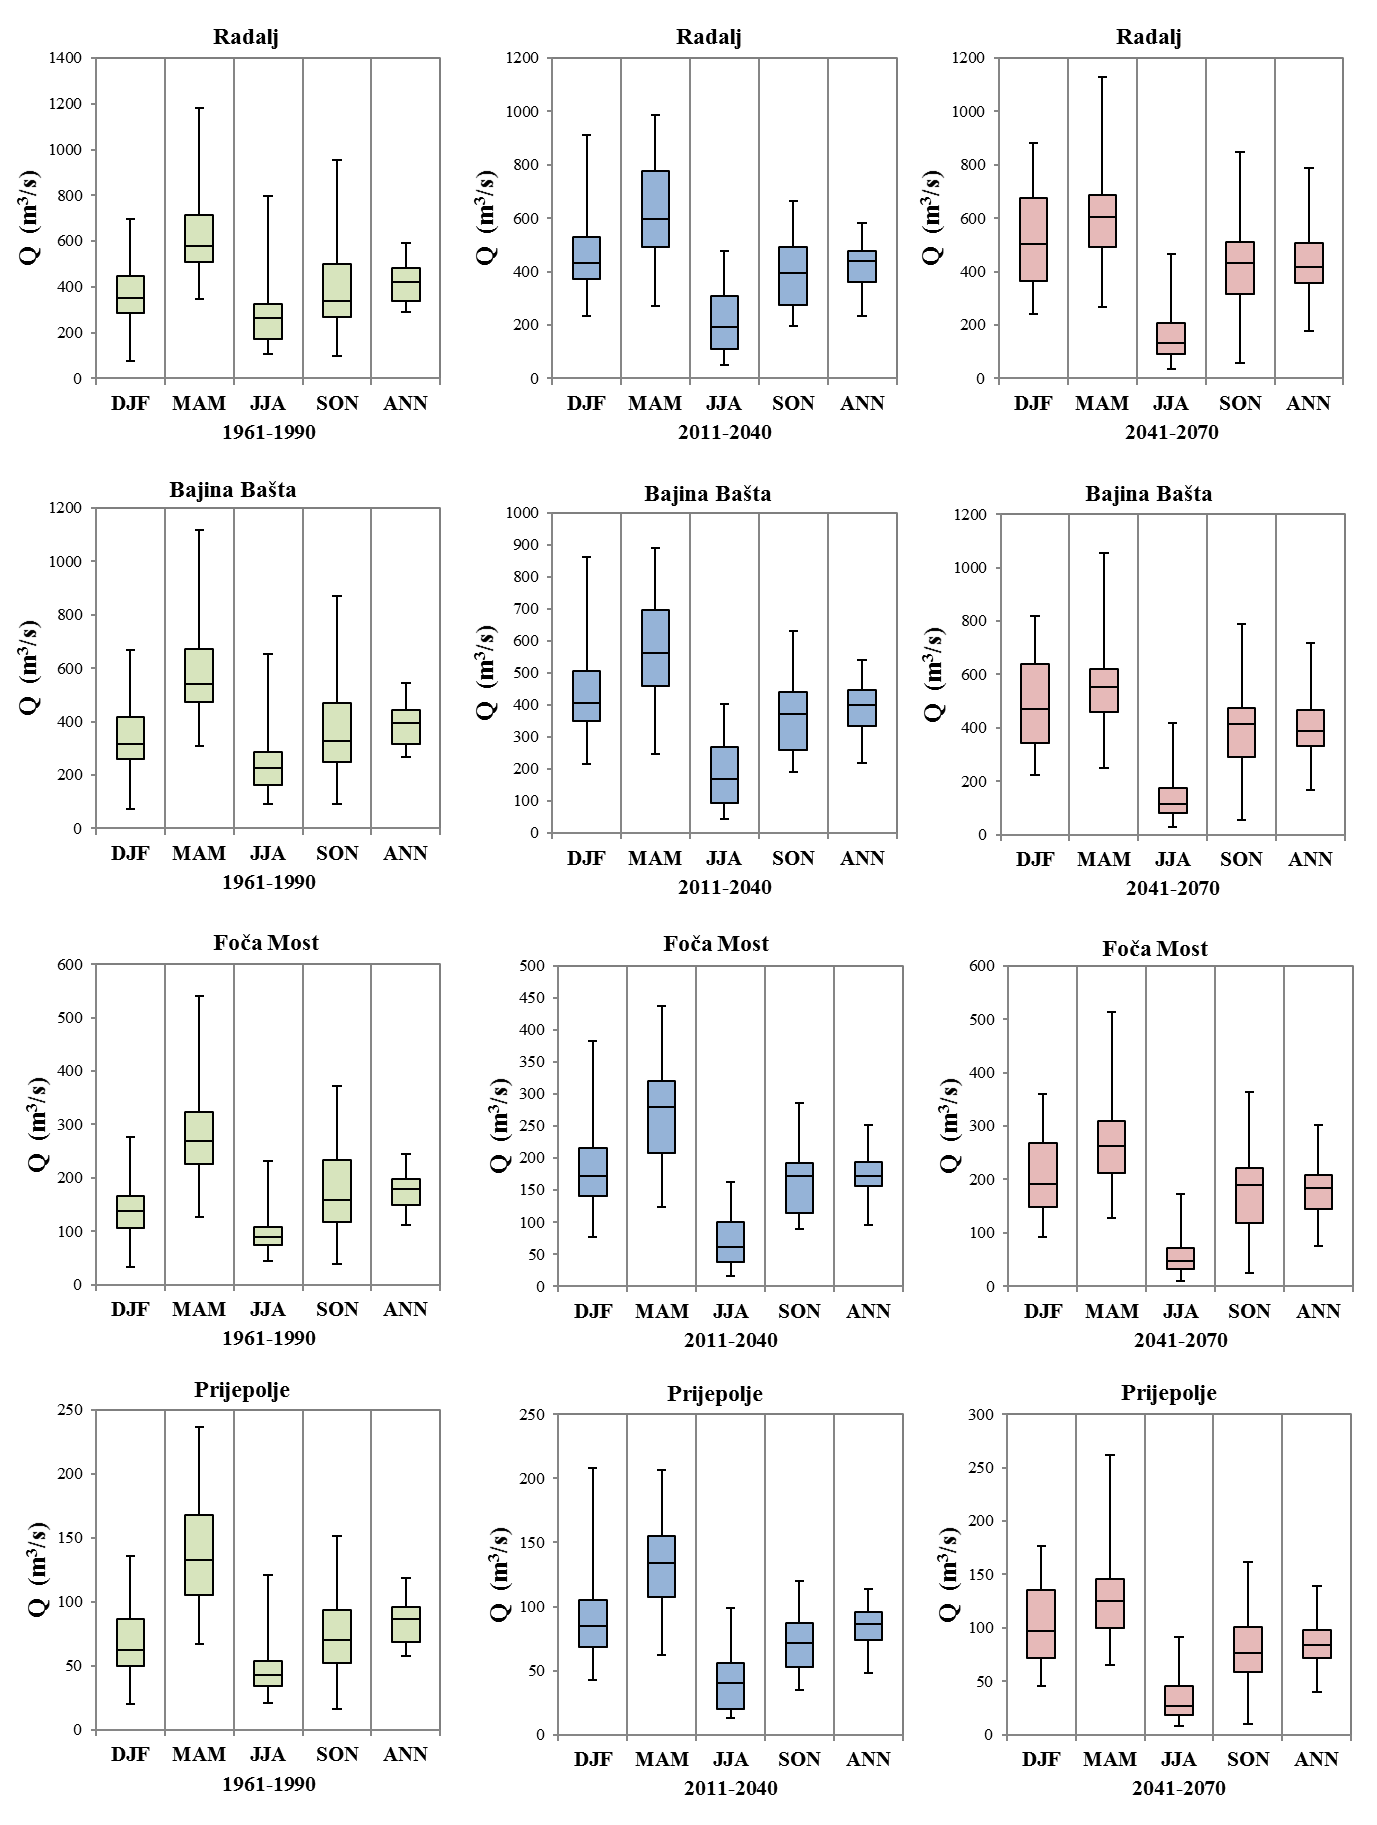 Radalj
1400
1200
1000
800
600
400
200
0
Q (m³/s)
DJF MAM JJA SON ANN
1961-1990
Radalj
1200
1000
800
600
400
200
0
Q (m³/s)
DJF MAM JJA SON ANN
2011-2040
Radalj
1200
1000
800
600
400
200
0
Q (m³/s)
DJF MAM JJA SON ANN
2041-2070
Bajina Bašta
1200
1000
800
600
400
200
0
Q (m³/s)
DJF MAM JJA SON ANN
1961-1990
Bajina Bašta
1000
900
800
700
600
500
400
300
200
100
0
Q (m³/s)
DJF MAM JJA SON ANN
2011-2040
Bajina Bašta
1200
1000
800
600
400
200
0
Q (m³/s)
DJF MAM JJA SON ANN
2041-2070
Foča Most
600
500
400
300
200
100
0
Q (m³/s)
DJF MAM JJA SON ANN
1961-1990
Foča Most
500
450
400
350
300
250
200
150
100
50
0
Q (m³/s)
DJF MAM JJA SON ANN
2011-2040
Foča Most
600
500
400
300
200
100
0
Q (m³/s)
DJF MAM JJA SON ANN
2041-2070
Prijepolje
250
200
150
100
50
0
Q (m³/s)
DJF MAM JJA SON ANN
1961-1990
Prijepolje
250
200
150
100
50
0
Q (m³/s)
DJF MAM JJA SON ANN
2011-2040
Prijepolje
300
250
200
150
100
50
0
Q (m³/s)
DJF MAM JJA SON ANN
2041-2070